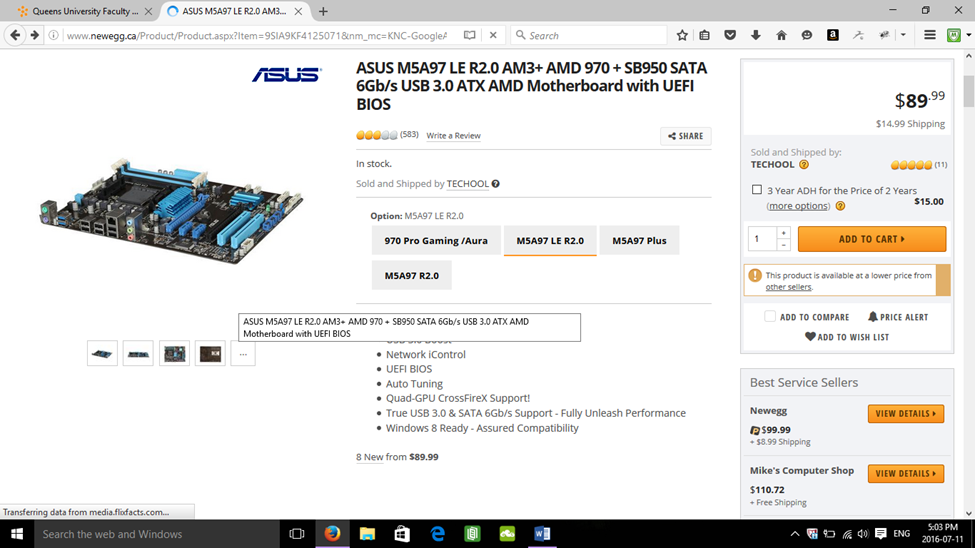 Queens University Faculty ...
ASUS M5A97 LE R2.0 AM3...
www.newegg.ca/Product/Product.aspx?Item=9SIA9KF4125071&nm_mc=KNC-GoogleA
Search
ASUS
ASUS M5A97 LE R2.0 AM3+ AMD 970 + SB950 SATA
6Gb/s USB 3.0 ATX AMD Motherboard with UEFI
BIOS
(583) Write a Review
SHARE
In stock.
Sold and Shipped by TECHOOL
Option: M5A97 LE R2.0
970 Pro Gaming /Aura
M5A97 LE R2.0
M5A97 Plus
M5A97 R2.0
ASUS M5A97 LE R2.0 AM3+ AMD 970 + SB950 SATA 6Gb/s USB 3.0 ATX AMD
Motherboard with UEFI BIOS
USB 3.0 Boost
Network iControl
UEFI BIOS
Auto Tuning
Quad-GPU CrossFireX Support!
True USB 3.0 & SATA 6Gb/s Support - Fully Unleash Performance
Windows 8 Ready - Assured Compatibility
8 New from $89.99
$89.99
$14.99 Shipping
Sold and Shipped by:
TECHOOL
(11)
3 Year ADH for the Price of 2 Years
(more options)
$15.00
1
ADD TO CART
This product is available at a lower price from
other sellers.
ADD TO COMPARE
PRICE ALERT
ADD TO WISH LIST
Best Service Sellers
Newegg
VIEW DETAILS
$99.99
+ $8.99 Shipping
Mike's Computer Shop
VIEW DETAILS
$110.72
+ Free Shipping
Transferring data from media.flixfacts.com...
Search the web and Windows
ENG
5:03 PM
2016-07-11